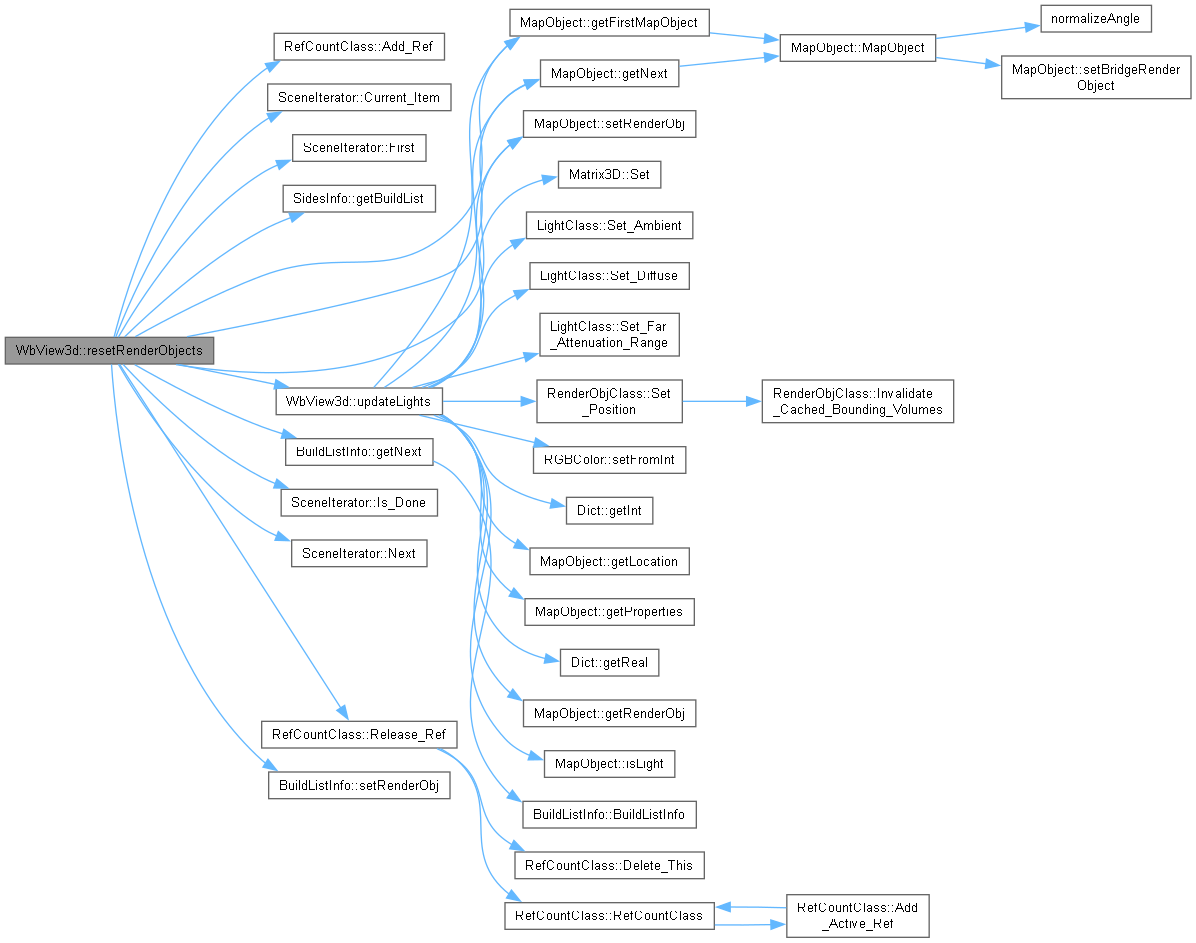 WbView3d::resetRenderObjects
RefCountClass::Add_Ref
SceneIterator::Current_Item
SceneIterator::First
SidesInfo::getBuildList
WbView3d::updateLights
BuildListInfo::getNext
SceneIterator::Is_Done
SceneIterator::Next
RefCountClass::Release_Ref
BuildListInfo::setRenderObj
MapObject::getFirstMapObject
MapObject::getNext
MapObject::setRenderObj
Matrix3D::Set
LightClass::Set_Ambient
LightClass::Set_Diffuse
LightClass::Set_Far
_Attenuation_Range
RenderObjClass::Set
_Position
RGBColor::setFromInt
Dict::getInt
MapObject::getLocation
MapObject::getProperties
Dict::getReal
MapObject::getRenderObj
MapObject::isLight
BuildListInfo::BuildListInfo
RefCountClass::Delete_This
RefCountClass::RefCountClass
MapObject::MapObject
RenderObjClass::Invalidate
_Cached_Bounding_Volumes
RefCountClass::Add
_Active_Ref
normalizeAngle
MapObject::setBridgeRender
Object